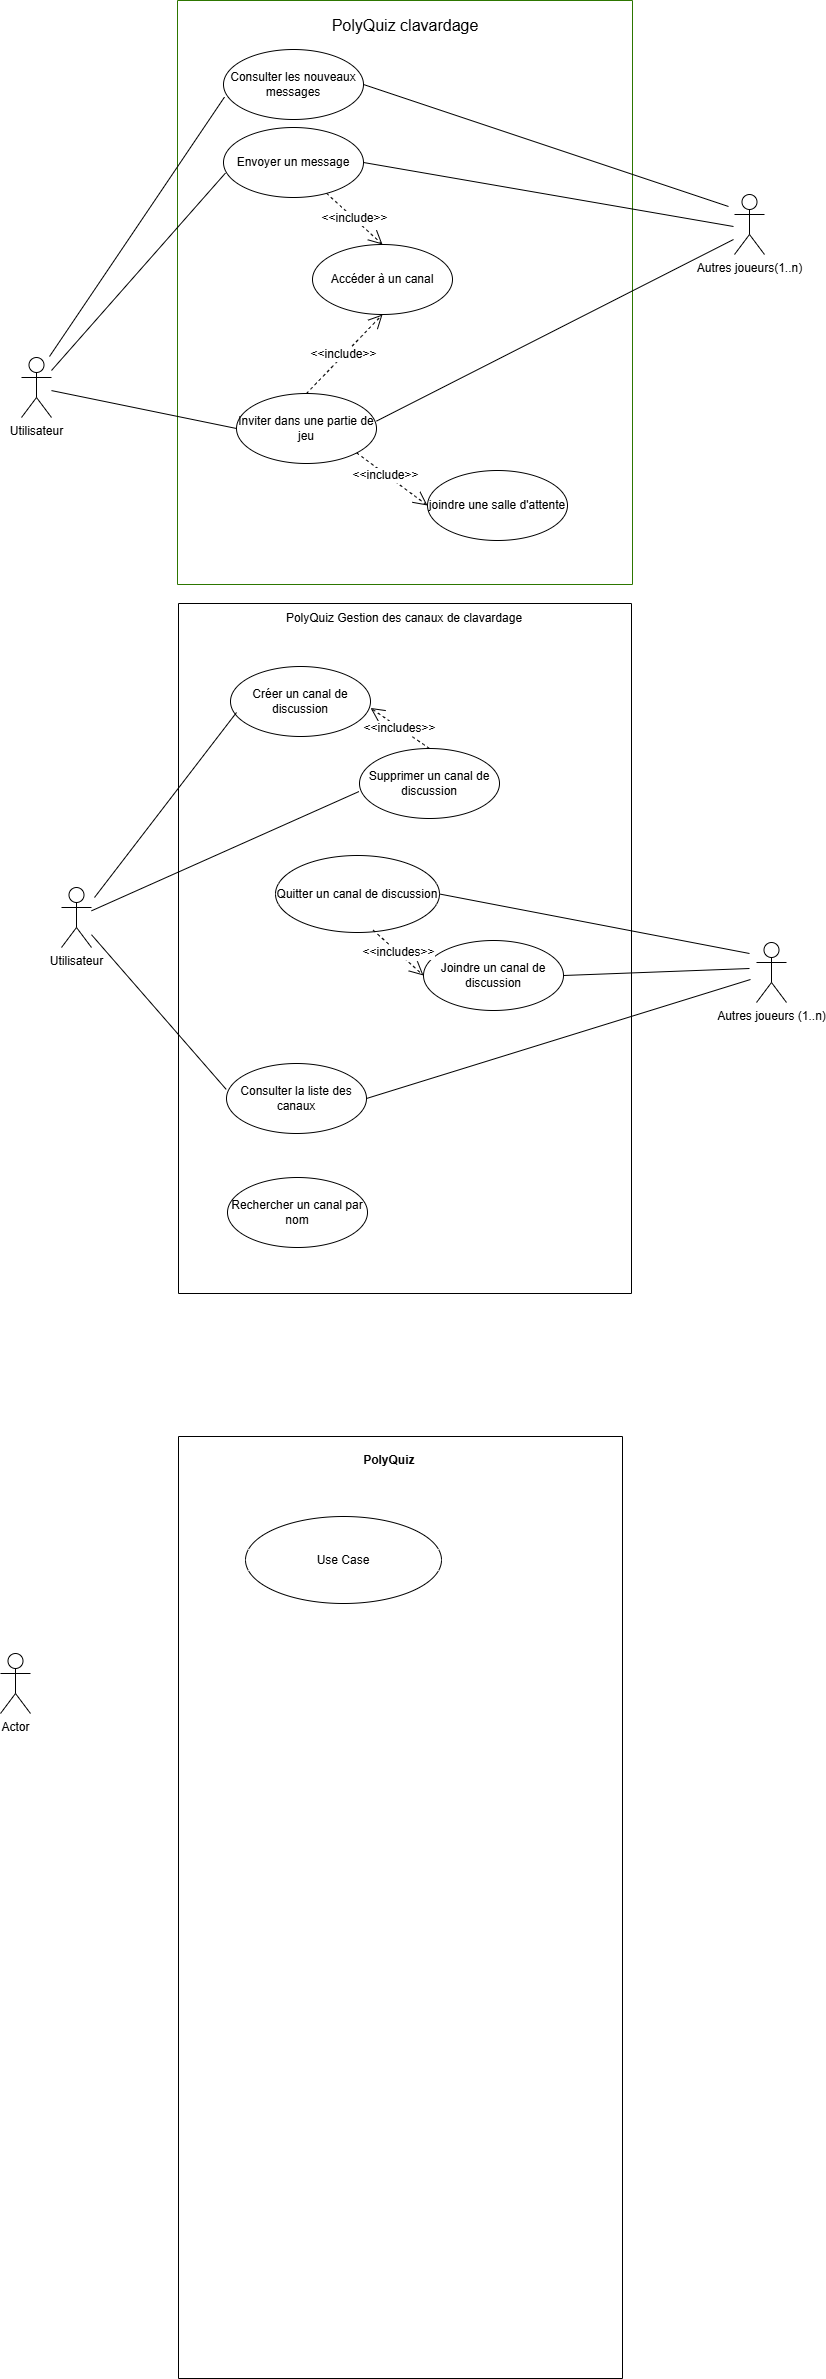 PolyQuiz clavardage
Consulter les nouveaux
messages
Envoyer un message
<<include>>
Autres joueurs(1..n)
Accéder à un canal
<<include>>
Utilisateur
Inviter dans une partie de
jeu
<<include>>
joindre une salle d'attente
PolyQuiz Gestion des canaux de clavardage
Créer un canal de
discussion
<<includes>>
Supprimer un canal de
discussion
Quitter un canal de discussion
<<includes>>
Utilisateur
Joindre un canal de
discussion
Autres joueurs (1..n)
Consulter la liste des
canaux
Rechercher un canal par
nom
PolyQuiz
Use Case
Actor